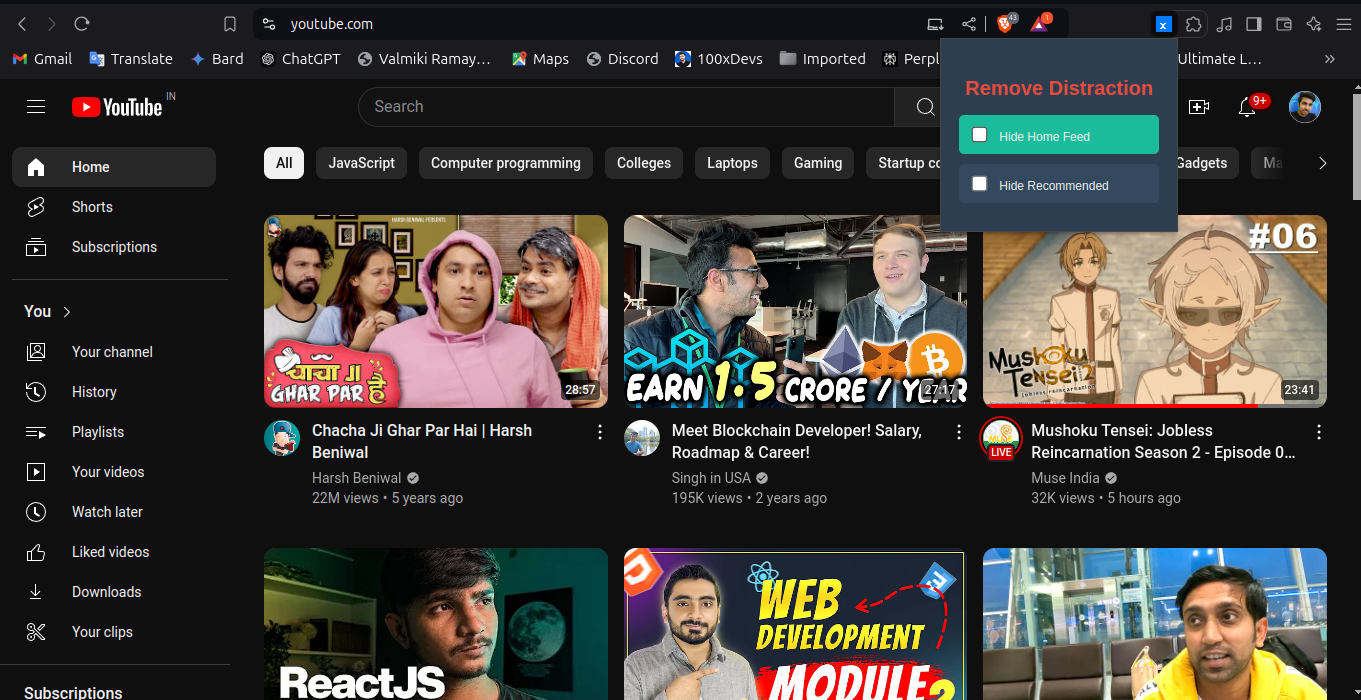 youtube.com
43
1
x
Gmail
Translate
Bard
ChatGPT
Valmiki Ramay...
Maps
Discord
100xDevs
Imported
Perpl
Ultimate L...
»
YouTube IN
Search
9+
Remove Distraction
Hide Home Feed
Hide Recommended
Home
Shorts
Subscriptions
You
Your channel
History
Playlists
Your videos
Watch later
Liked videos
Downloads
Your clips
Subscriptions
All
JavaScript
Computer programming
Colleges
Laptops
Gaming
Startup co
Gadgets
Ma
HARSH BENIWAL PRESENTS
चाचा JI
GHAR PAR है
28:57
Chacha Ji Ghar Par Hai | Harsh
Beniwal
Harsh Beniwal
22M views • 5 years ago
EARN 1.5 CRORE / YEAR
27:17
Meet Blockchain Developer! Salary,
Roadmap & Career!
Singh in USA
195K views • 2 years ago
#06
Mushoku
Tensei 2
jobless reincarnation
23:41
MUSE
LIVE
Mushoku Tensei: Jobless
Reincarnation Season 2 - Episode 0...
Muse India
32K views • 5 hours ago
ReactJS
WEB
DEVELOPMENT
MODULE 2